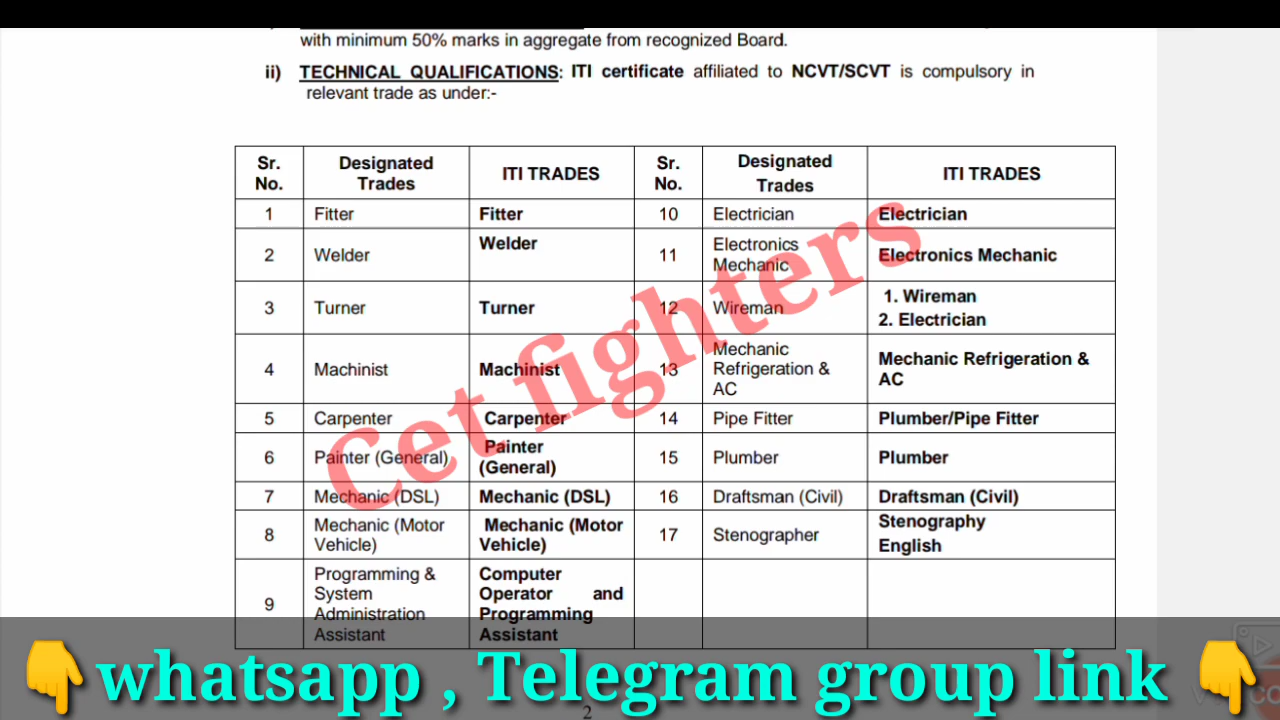 with minimum 50% marks in aggregate from recognized Board.
ii) TECHNICAL QUALIFICATIONS: ITI certificate affiliated to NCVT/SCVT is compulsory in
relevant trade as under:-
Sr. No. Designated Trades ITI TRADES Sr. No. Designated Trades ITI TRADES
1 Fitter Fitter 10 Electrician Electrician
2 Welder Welder 11 Electronics Mechanic Electronics Mechanic
3 Turner Turner 12 Wireman 1. Wireman 2. Electrician
4 Machinist Machinist 13 Mechanic Refrigeration & AC Mechanic Refrigeration & AC
5 Carpenter Carpenter 14 Pipe Fitter Plumber/Pipe Fitter
6 Painter (General) Painter (General) 15 Plumber Plumber
7 Mechanic (DSL) Mechanic (DSL) 16 Draftsman (Civil) Draftsman (Civil)
8 Mechanic (Motor Vehicle) Mechanic (Motor Vehicle) 17 Stenographer Stenography English
9 Programming & System Administration Assistant Computer Operator and Programming Assistant
Cet fighters
whatsapp , Telegram group link
2